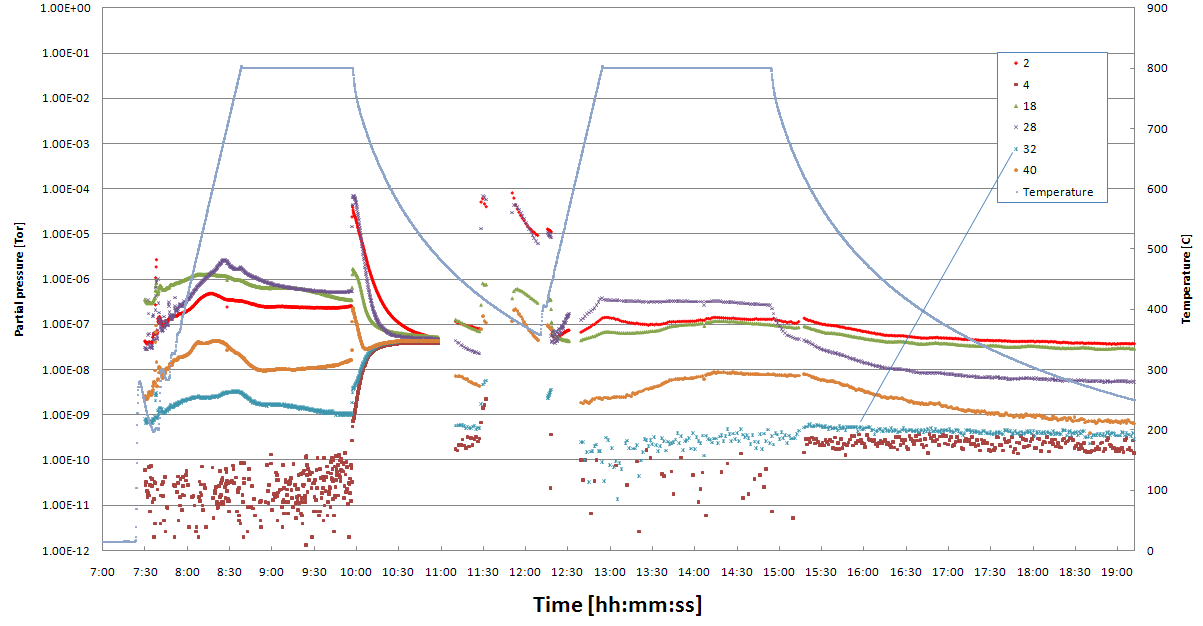 1.00E+00
1.00E-01
1.00E-02
1.00E-03
1.00E-04
1.00E-05
1.00E-06
1.00E-07
1.00E-08
1.00E-09
1.00E-10
1.00E-11
1.00E-12
Partial pressure [Tor]
900
800
700
600
500
400
300
200
100
0
Temperature [C]
2
4
18
28
32
40
Temperature
7:00 7:30 8:00 8:30 9:00 9:30 10:00 10:30 11:00 11:30 12:00 12:30 13:00 13:30 14:00 14:30 15:00 15:30 16:00 16:30 17:00 17:30 18:00 18:30 19:00
Time [hh:mm:ss]